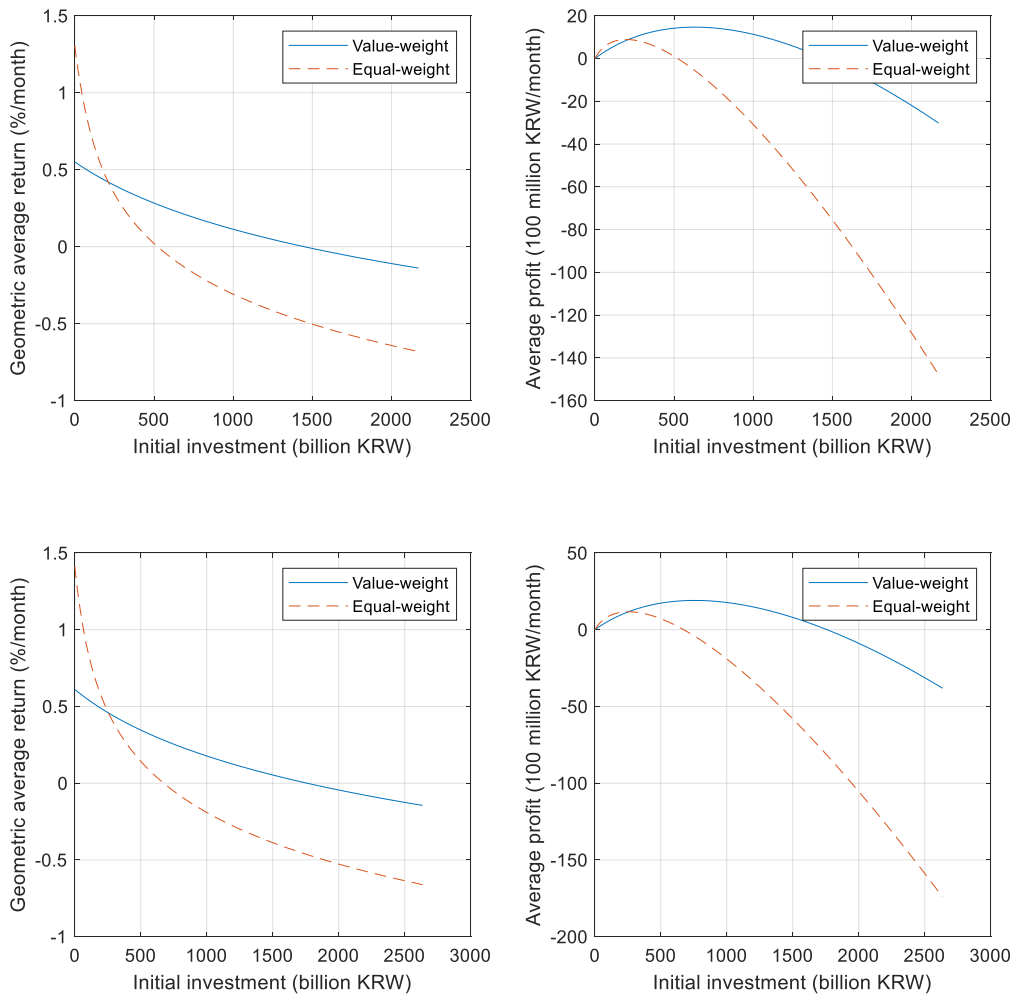 1.5
1
0.5
0
-0.5
-1
0 500 1000 1500 2000 2500
Geometric average return (%/month)
Initial investment (billion KRW)
Value-weight
Equal-weight
20
0
-20
-40
-60
-80
-100
-120
-140
-160
0 500 1000 1500 2000 2500
Average profit (100 million KRW/month)
Initial investment (billion KRW)
Value-weight
Equal-weight
1.5
1
0.5
0
-0.5
-1
0 500 1000 1500 2000 2500 3000
Geometric average return (%/month)
Initial investment (billion KRW)
Value-weight
Equal-weight
50
0
-50
-100
-150
-200
0 500 1000 1500 2000 2500 3000
Average profit (100 million KRW/month)
Initial investment (billion KRW)
Value-weight
Equal-weight